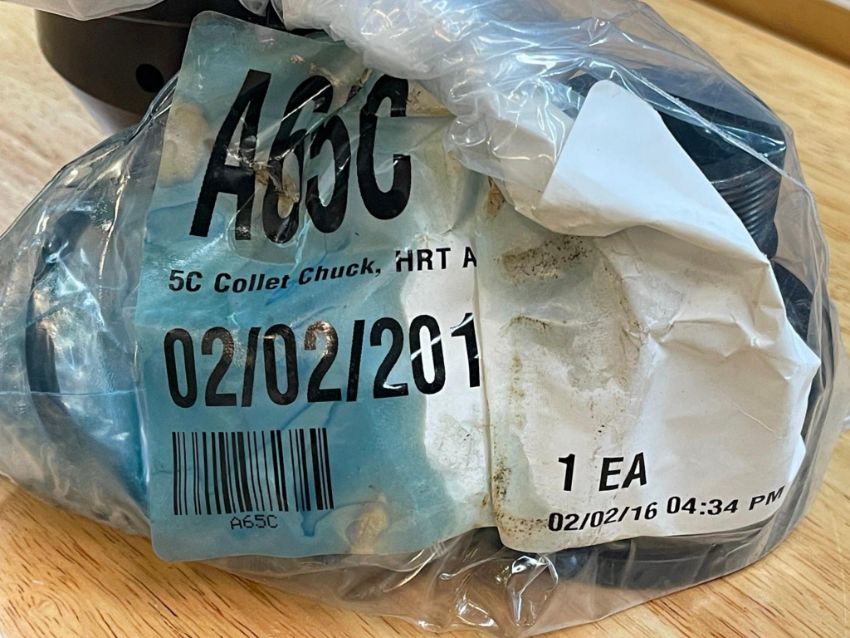 A65C
5C Collet Chuck, HRT A
02/02/201
A65C
1 EA
02/02/16 04:34 PM